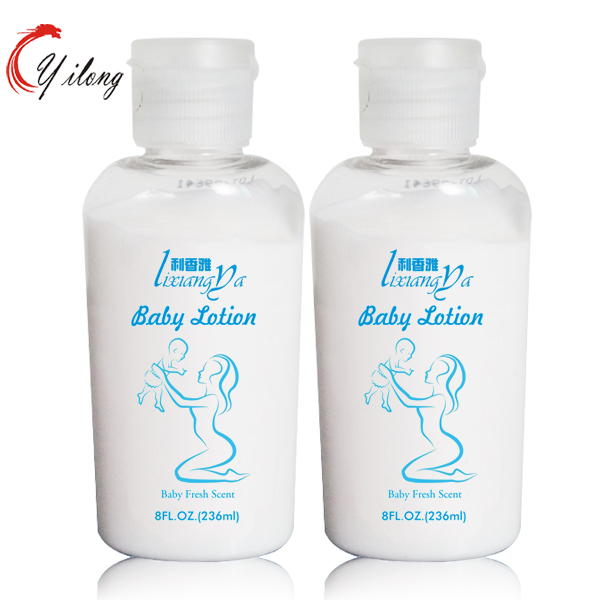 Yilong
利香雅
lixiangya
Baby Lotion
Baby Fresh Scent
8FL.OZ.(236ml)
利香雅
lixiangya
Baby Lotion
Baby Fresh Scent
8FL.OZ.(236ml)